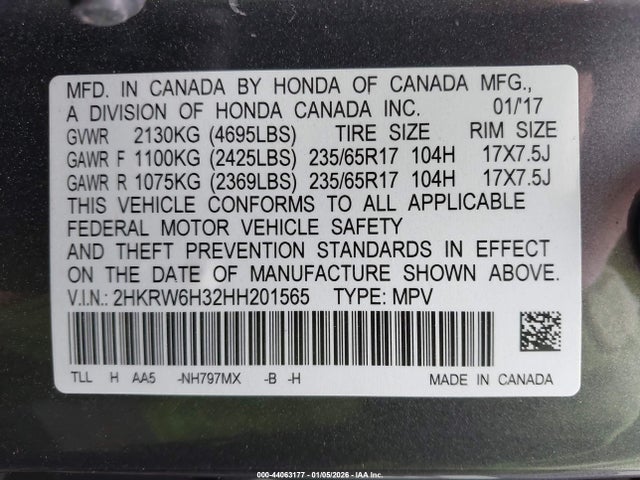 MFD. IN CANADA BY HONDA OF CANADA MFG.,
A DIVISION OF HONDA CANADA INC. 01/'17
GVWR 2130KG (4695LBS) TIRE SIZE RIM SIZE
GAWR F 1100KG (2425LBS) 235/65R17 104H 17X7.5J
GAWR R 1075KG (2369LBS) 235/65R17 104H 17X7.5J
THIS VEHICLE CONFORMS TO ALL APPLICABLE
FEDERAL MOTOR VEHICLE SAFETY
AND THEFT PREVENTION STANDARDS IN EFFECT
ON THE DATE OF MANUFACTURE SHOWN ABOVE.
V.I.N.: 2HKRW6H32HH201565 TYPE: MPV
TLL H AA5 -NH797MX -B -H MADE IN CANADA
000-44063177 - 01/05/2026 - IAA Inc.